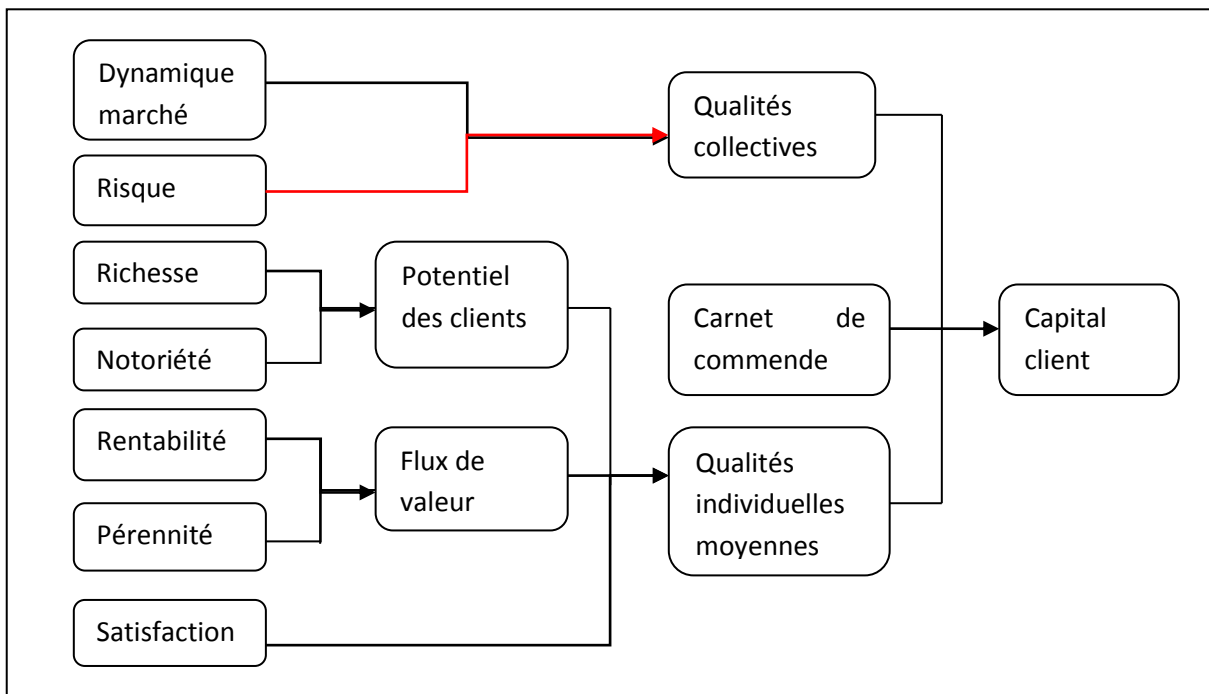 Dynamique
marché
Risque
Richesse
Notoriété
Rentabilité
Pérennité
Satisfaction
Potentiel
des clients
Flux de
valeur
Qualités
collectives
Carnet de
commende
Qualités
individuelles
moyennes
Capital
client